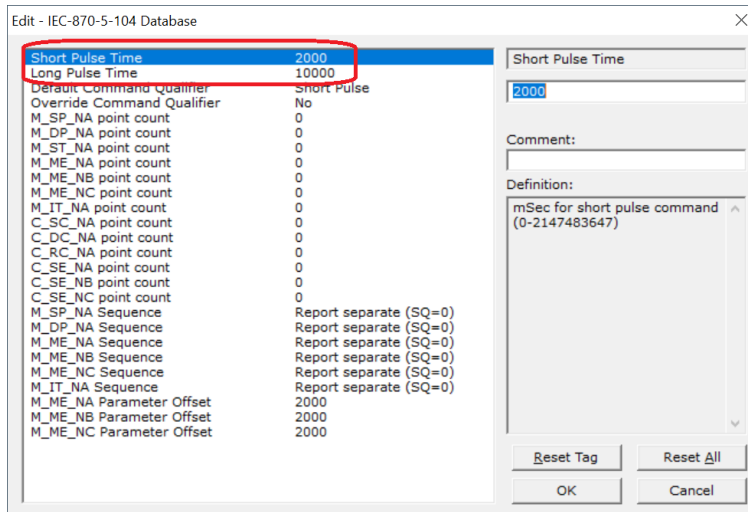 Edit - IEC-870-5-104 Database
Short Pulse Time 2000
Long Pulse Time 10000
Default Command Qualifier Short Pulse
Override Command Qualifier No
M_SP_NA point count 0
M_DP_NA point count 0
M_ST_NA point count 0
M_ME_NA point count 0
M_ME_NB point count 0
M_ME_NC point count 0
M_IT_NA point count 0
C_SC_NA point count 0
C_DC_NA point count 0
C_RC_NA point count 0
C_SE_NA point count 0
C_SE_NB point count 0
C_SE_NC point count 0
M_SP_NA Sequence Report separate (SQ=0)
M_DP_NA Sequence Report separate (SQ=0)
M_ME_NA Sequence Report separate (SQ=0)
M_ME_NB Sequence Report separate (SQ=0)
M_ME_NC Sequence Report separate (SQ=0)
M_IT_NA Sequence Report separate (SQ=0)
M_ME_NA Parameter Offset 2000
M_ME_NB Parameter Offset 2000
M_ME_NC Parameter Offset 2000
Short Pulse Time
2000
Comment:
Definition:
mSec for short pulse command
(0-2147483647)
Reset Tag Reset All
OK Cancel